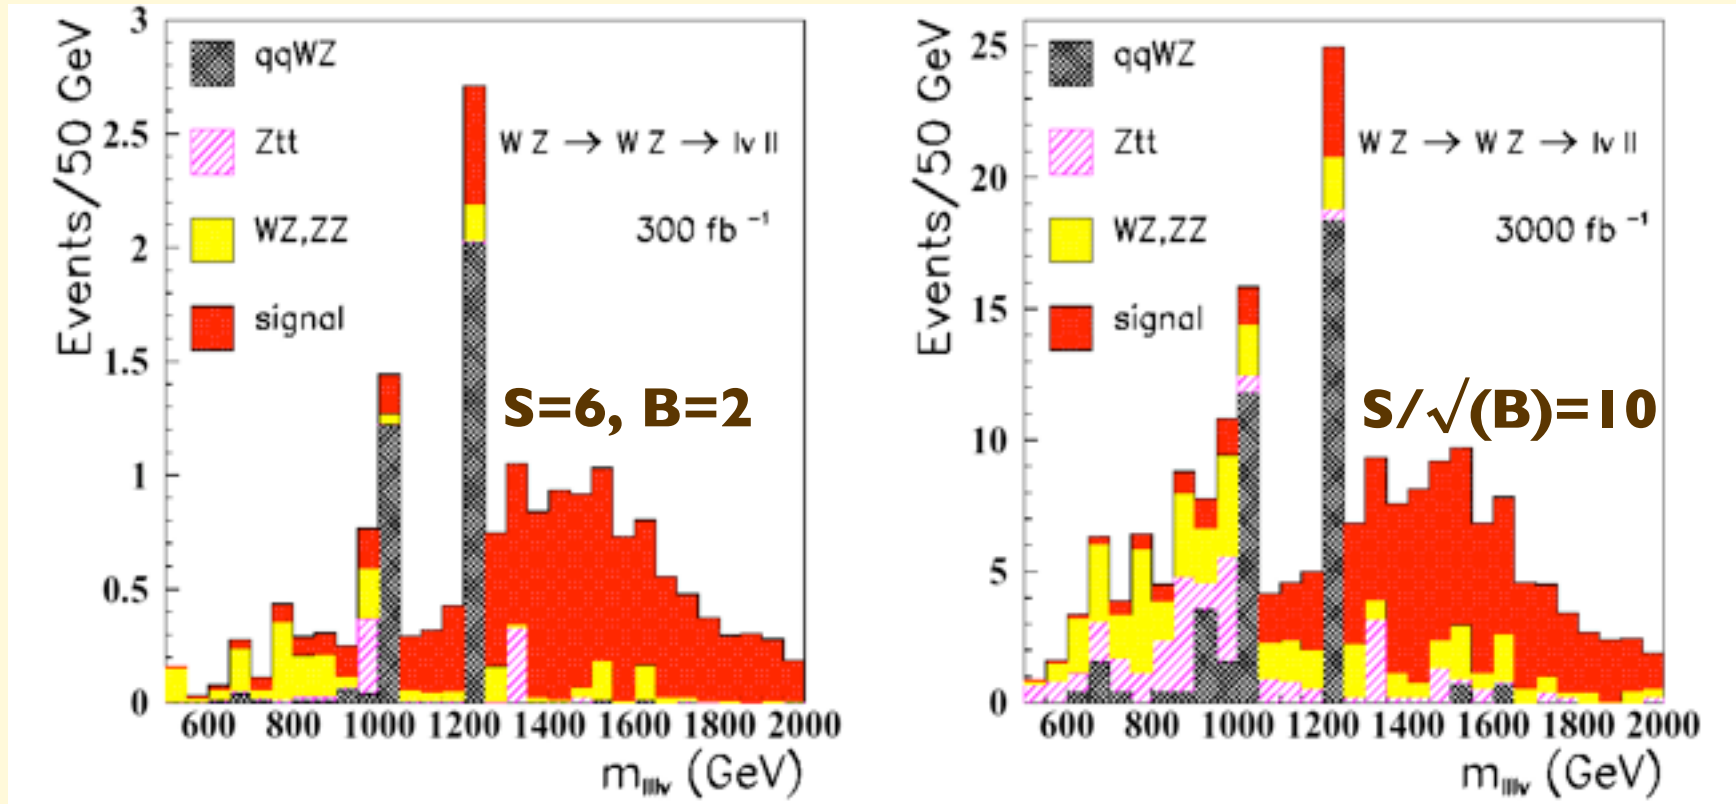 Events/50 GeV
3
2.5
2
1.5
1
0.5
0
qqWZ
Ztt
WZ,ZZ
signal
W Z → W Z → lν ll
300 fb⁻¹
S=6, B=2
600 800 1000 1200 1400 1600 1800 2000
m_lllν (GeV)
Events/50 GeV
25
20
15
10
5
0
qqWZ
Ztt
WZ,ZZ
signal
W Z → W Z → lν ll
3000 fb⁻¹
S/√(B)=10
600 800 1000 1200 1400 1600 1800 2000
m_lllν (GeV)